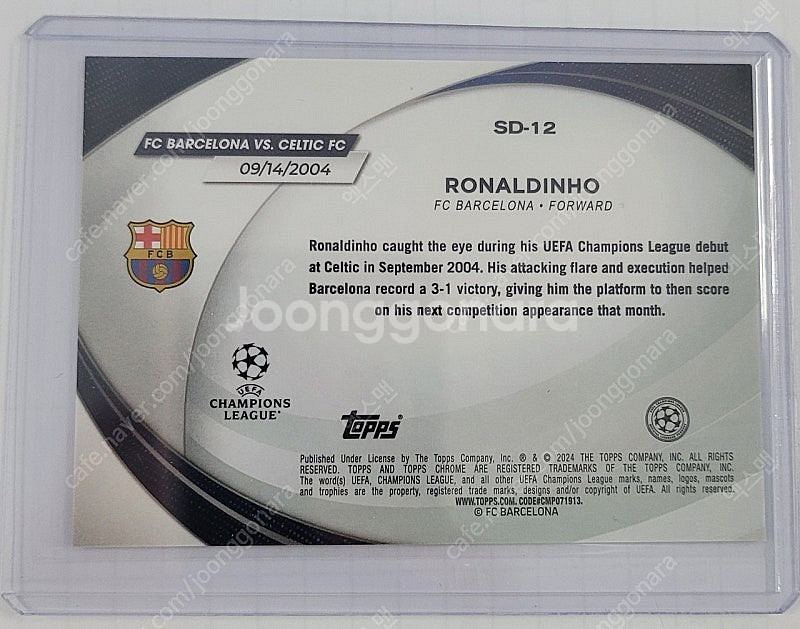 SD-12
FC BARCELONA VS. CELTIC FC
09/14/2004
RONALDINHO
FC BARCELONA • FORWARD
FCB
Ronaldinho caught the eye during his UEFA Champions League debut
at Celtic in September 2004. His attacking flare and execution helped
Barcelona record a 3-1 victory, giving him the platform to then score
on his next competition appearance that month.
Joonggonara
UEFA
CHAMPIONS
LEAGUE
Topps
Published Under License by The Topps Company, Inc. ® & © 2024 THE TOPPS COMPANY, INC. ALL RIGHTS
RESERVED. TOPPS AND TOPPS CHROME ARE REGISTERED TRADEMARKS OF THE TOPPS COMPANY, INC.
The word(s) UEFA, CHAMPIONS LEAGUE, and all other UEFA Champions League marks, names, logos, mascots
and trophies are the property, registered trade marks, designs and/or copyright of UEFA. All rights reserved.
WWW.TOPPS.COM. CODE#CMP071913.
© FC BARCELONA
cafe.naver.com/joonggonara